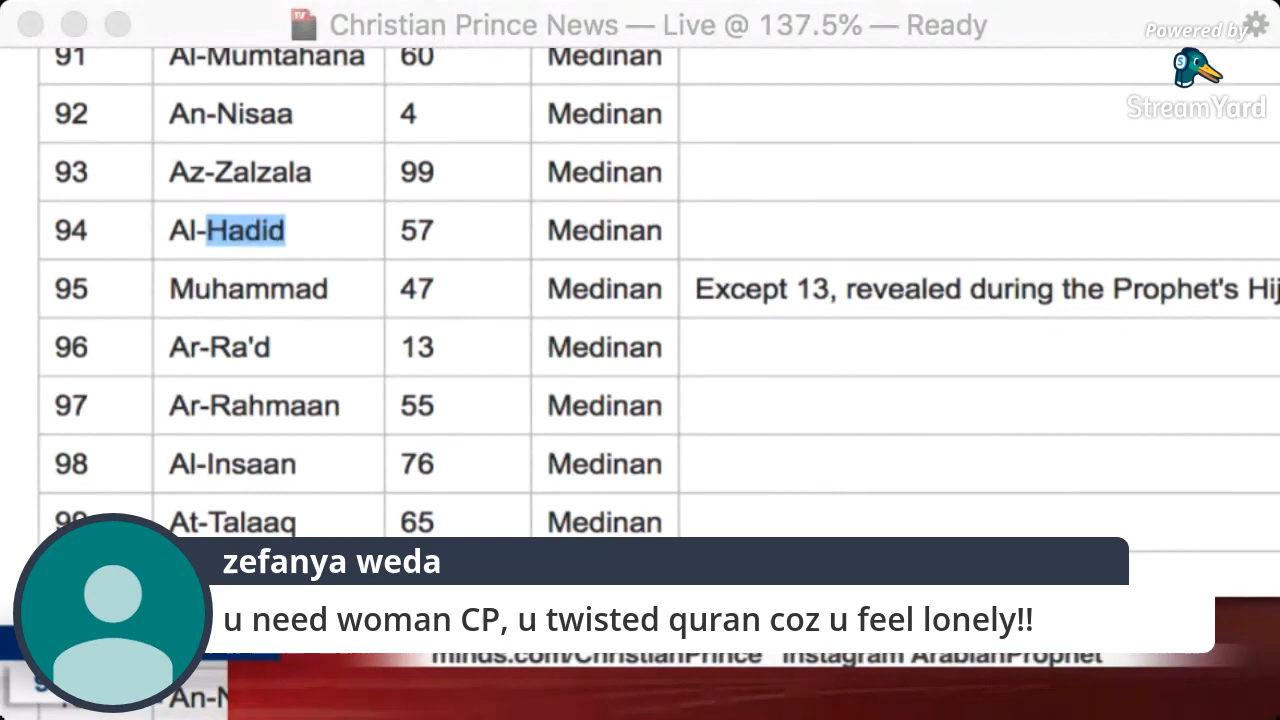 Christian Prince News — Live @ 137.5% — Ready
Powered by
StreamYard
91 Al-Mumtahana 60 Medinan
92 An-Nisaa 4 Medinan
93 Az-Zalzala 99 Medinan
94 Al-Hadid 57 Medinan
95 Muhammad 47 Medinan Except 13, revealed during the Prophet's Hij
96 Ar-Ra'd 13 Medinan
97 Ar-Rahmaan 55 Medinan
98 Al-Insaan 76 Medinan
99 At-Talaaq 65 Medinan
zefanya weda
u need woman CP, u twisted quran coz u feel lonely!!
minds.com/ChristianPrince Instagram ArabianProphet
An-N